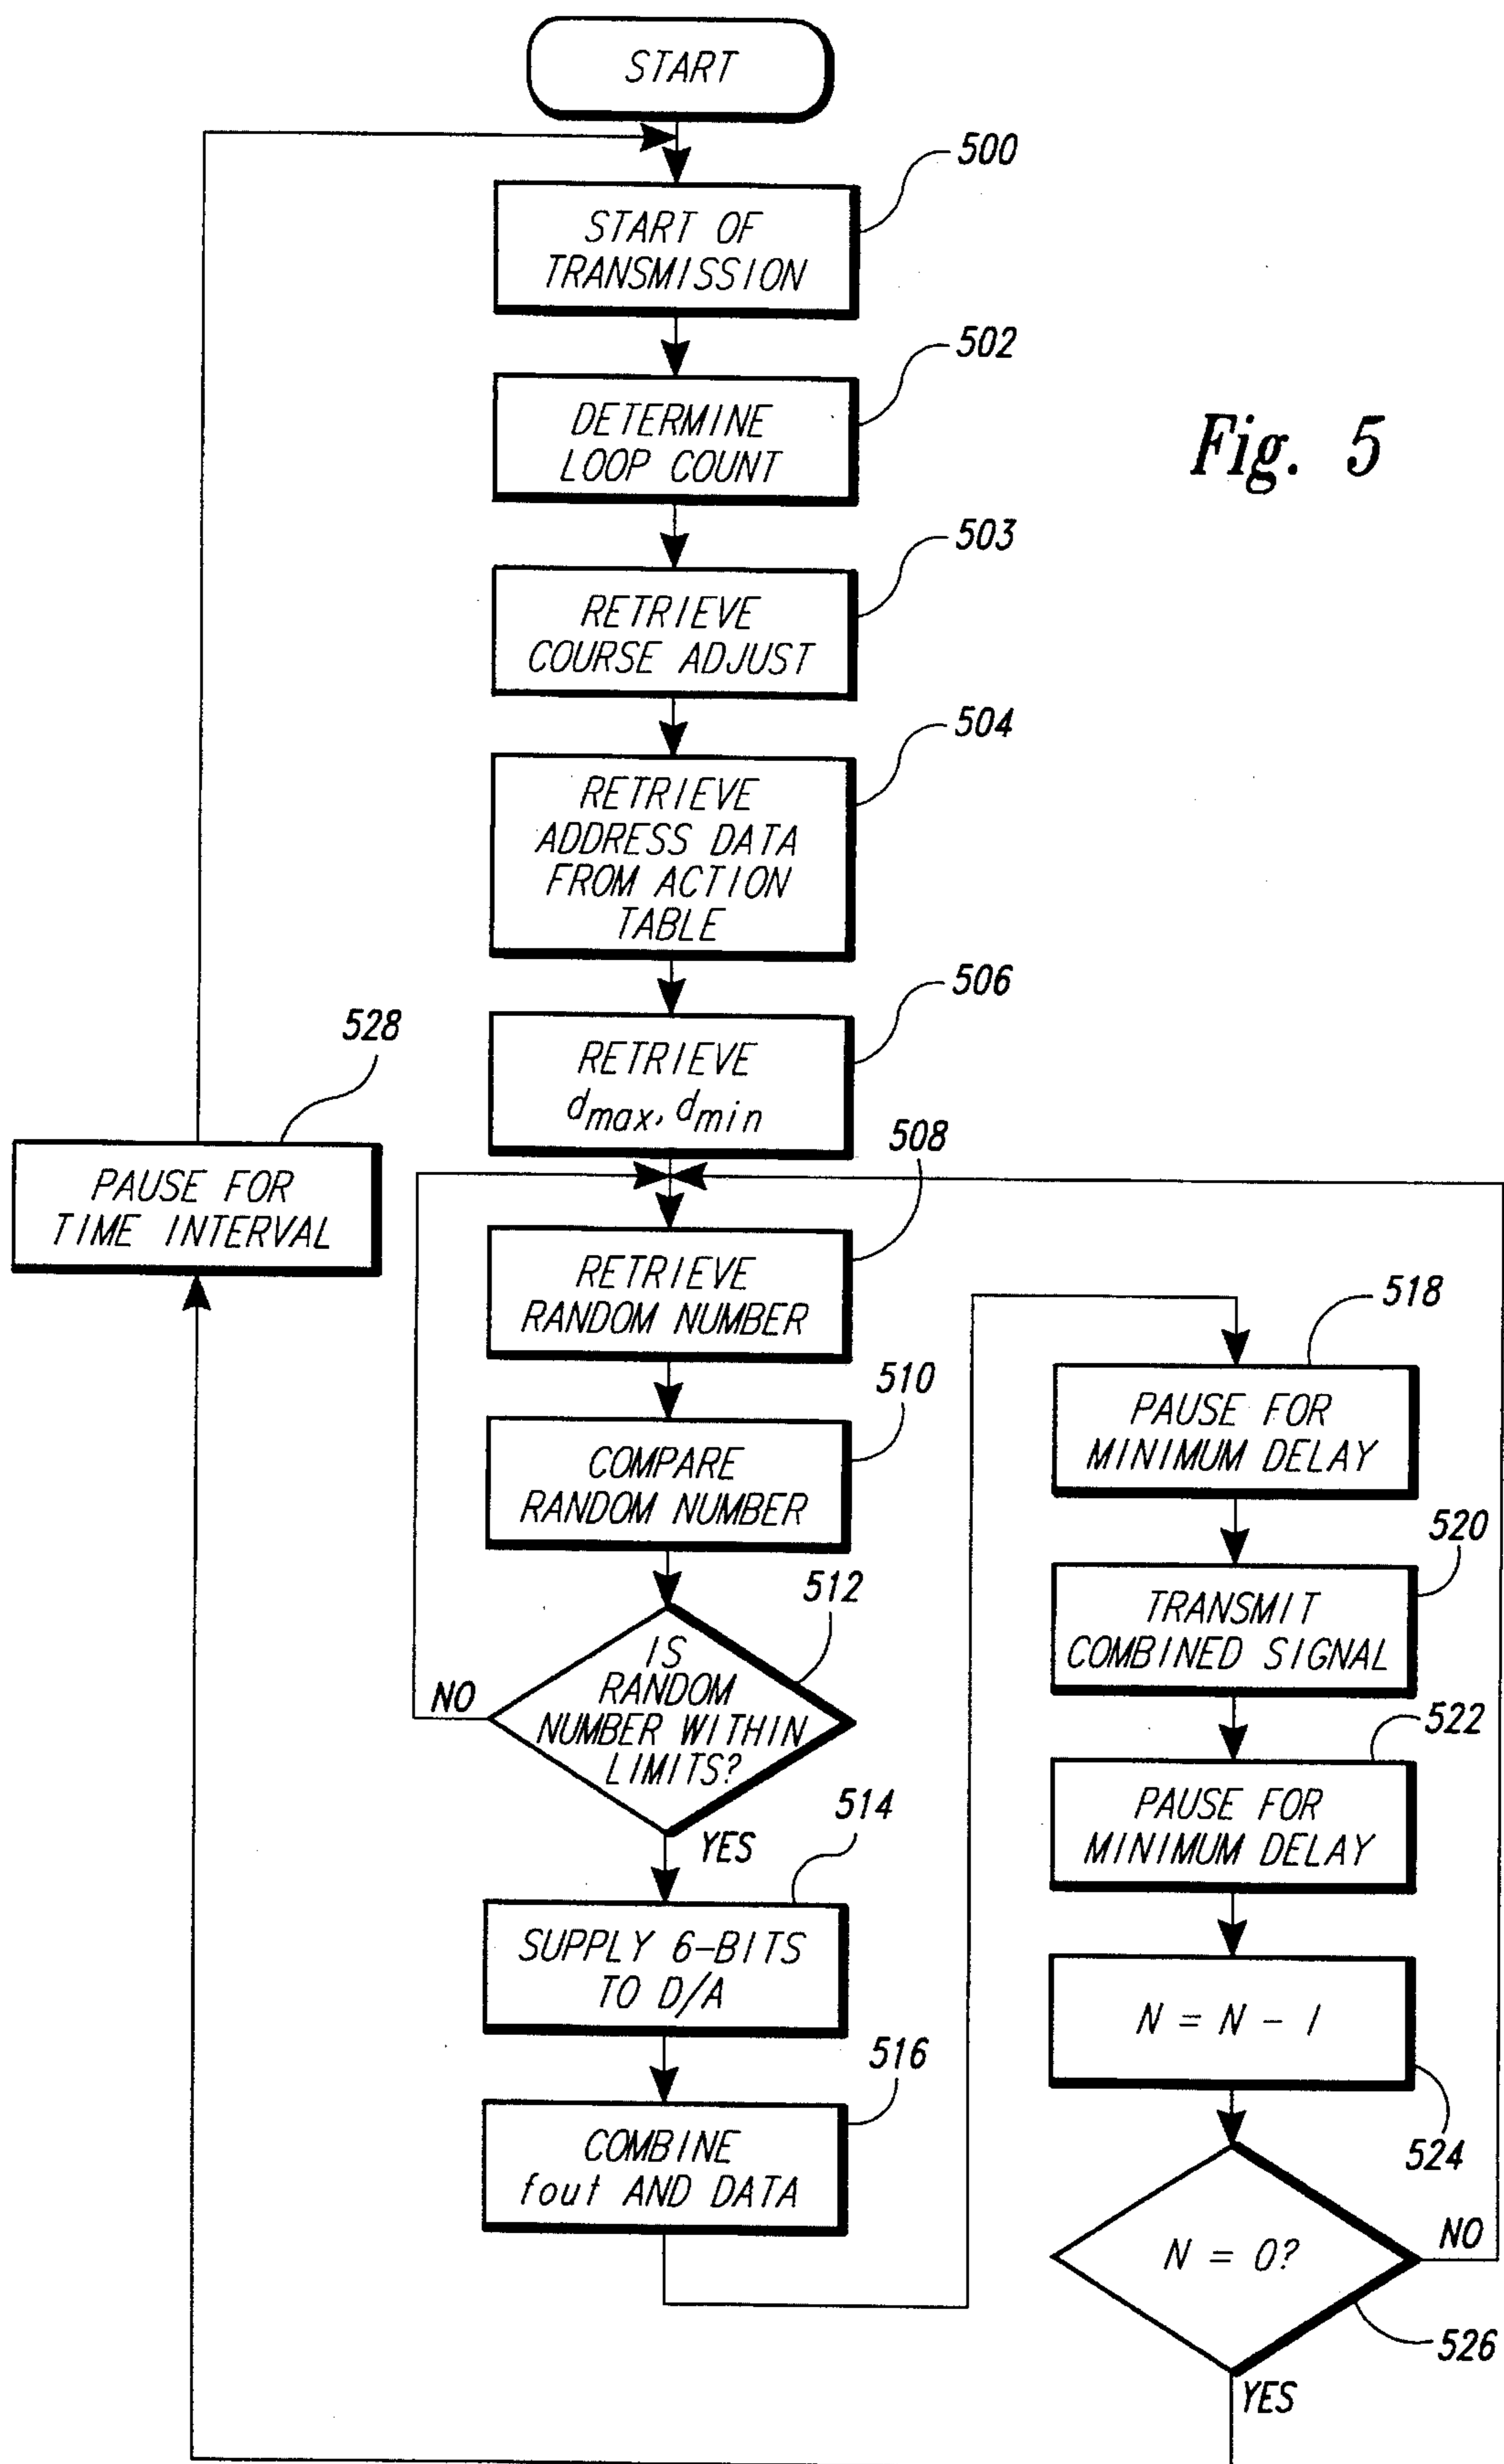 START
500
START OF
TRANSMISSION
502
DETERMINE
LOOP COUNT
Fig. 5
503
RETRIEVE
COURSE ADJUST
504
RETRIEVE
ADDRESS DATA
FROM ACTION
TABLE
506
RETRIEVE
dmax, dmin
528
PAUSE FOR
TIME INTERVAL
508
RETRIEVE
RANDOM NUMBER
510
COMPARE
RANDOM NUMBER
512
IS
RANDOM
NUMBER WITHIN
LIMITS?
NO
YES
514
SUPPLY 6-BITS
TO D/A
516
COMBINE
fout AND DATA
518
PAUSE FOR
MINIMUM DELAY
520
TRANSMIT
COMBINED SIGNAL
522
PAUSE FOR
MINIMUM DELAY
N = N - 1
524
N = 0?
NO
526
YES